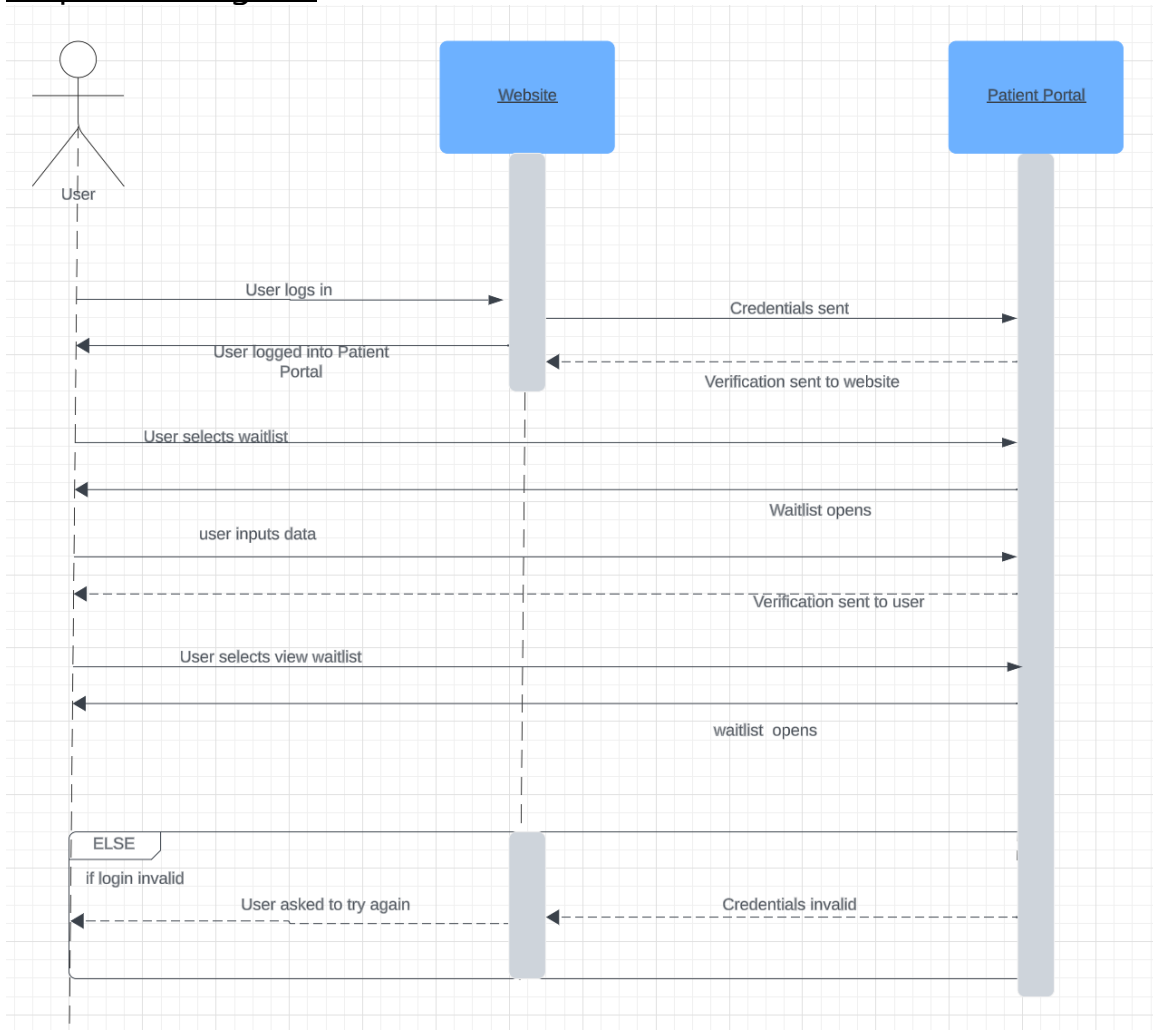 Website
Patient Portal
User
User logs in
Credentials sent
User logged into Patient
Portal
Verification sent to website
User selects waitlist
Waitlist opens
user inputs data
Verification sent to user
User selects view waitlist
waitlist opens
ELSE
if login invalid
User asked to try again
Credentials invalid